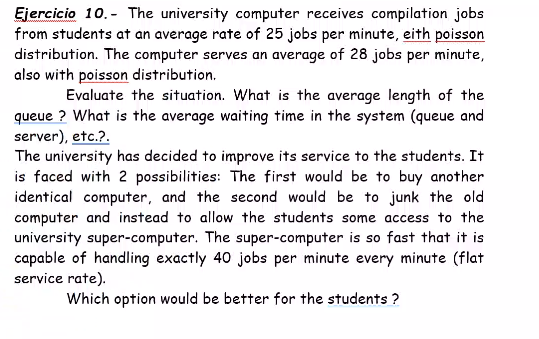 Ejercicio 10.- The university computer receives compilation jobs
from students at an average rate of 25 jobs per minute, eith poisson
distribution. The computer serves an average of 28 jobs per minute,
also with poisson distribution.
Evaluate the situation. What is the average length of the
queue ? What is the average waiting time in the system (queue and
server), etc.?.
The university has decided to improve its service to the students. It
is faced with 2 possibilities: The first would be to buy another
identical computer, and the second would be to junk the old
computer and instead to allow the students some access to the
university super-computer. The super-computer is so fast that it is
capable of handling exactly 40 jobs per minute every minute (flat
service rate).
Which option would be better for the students ?